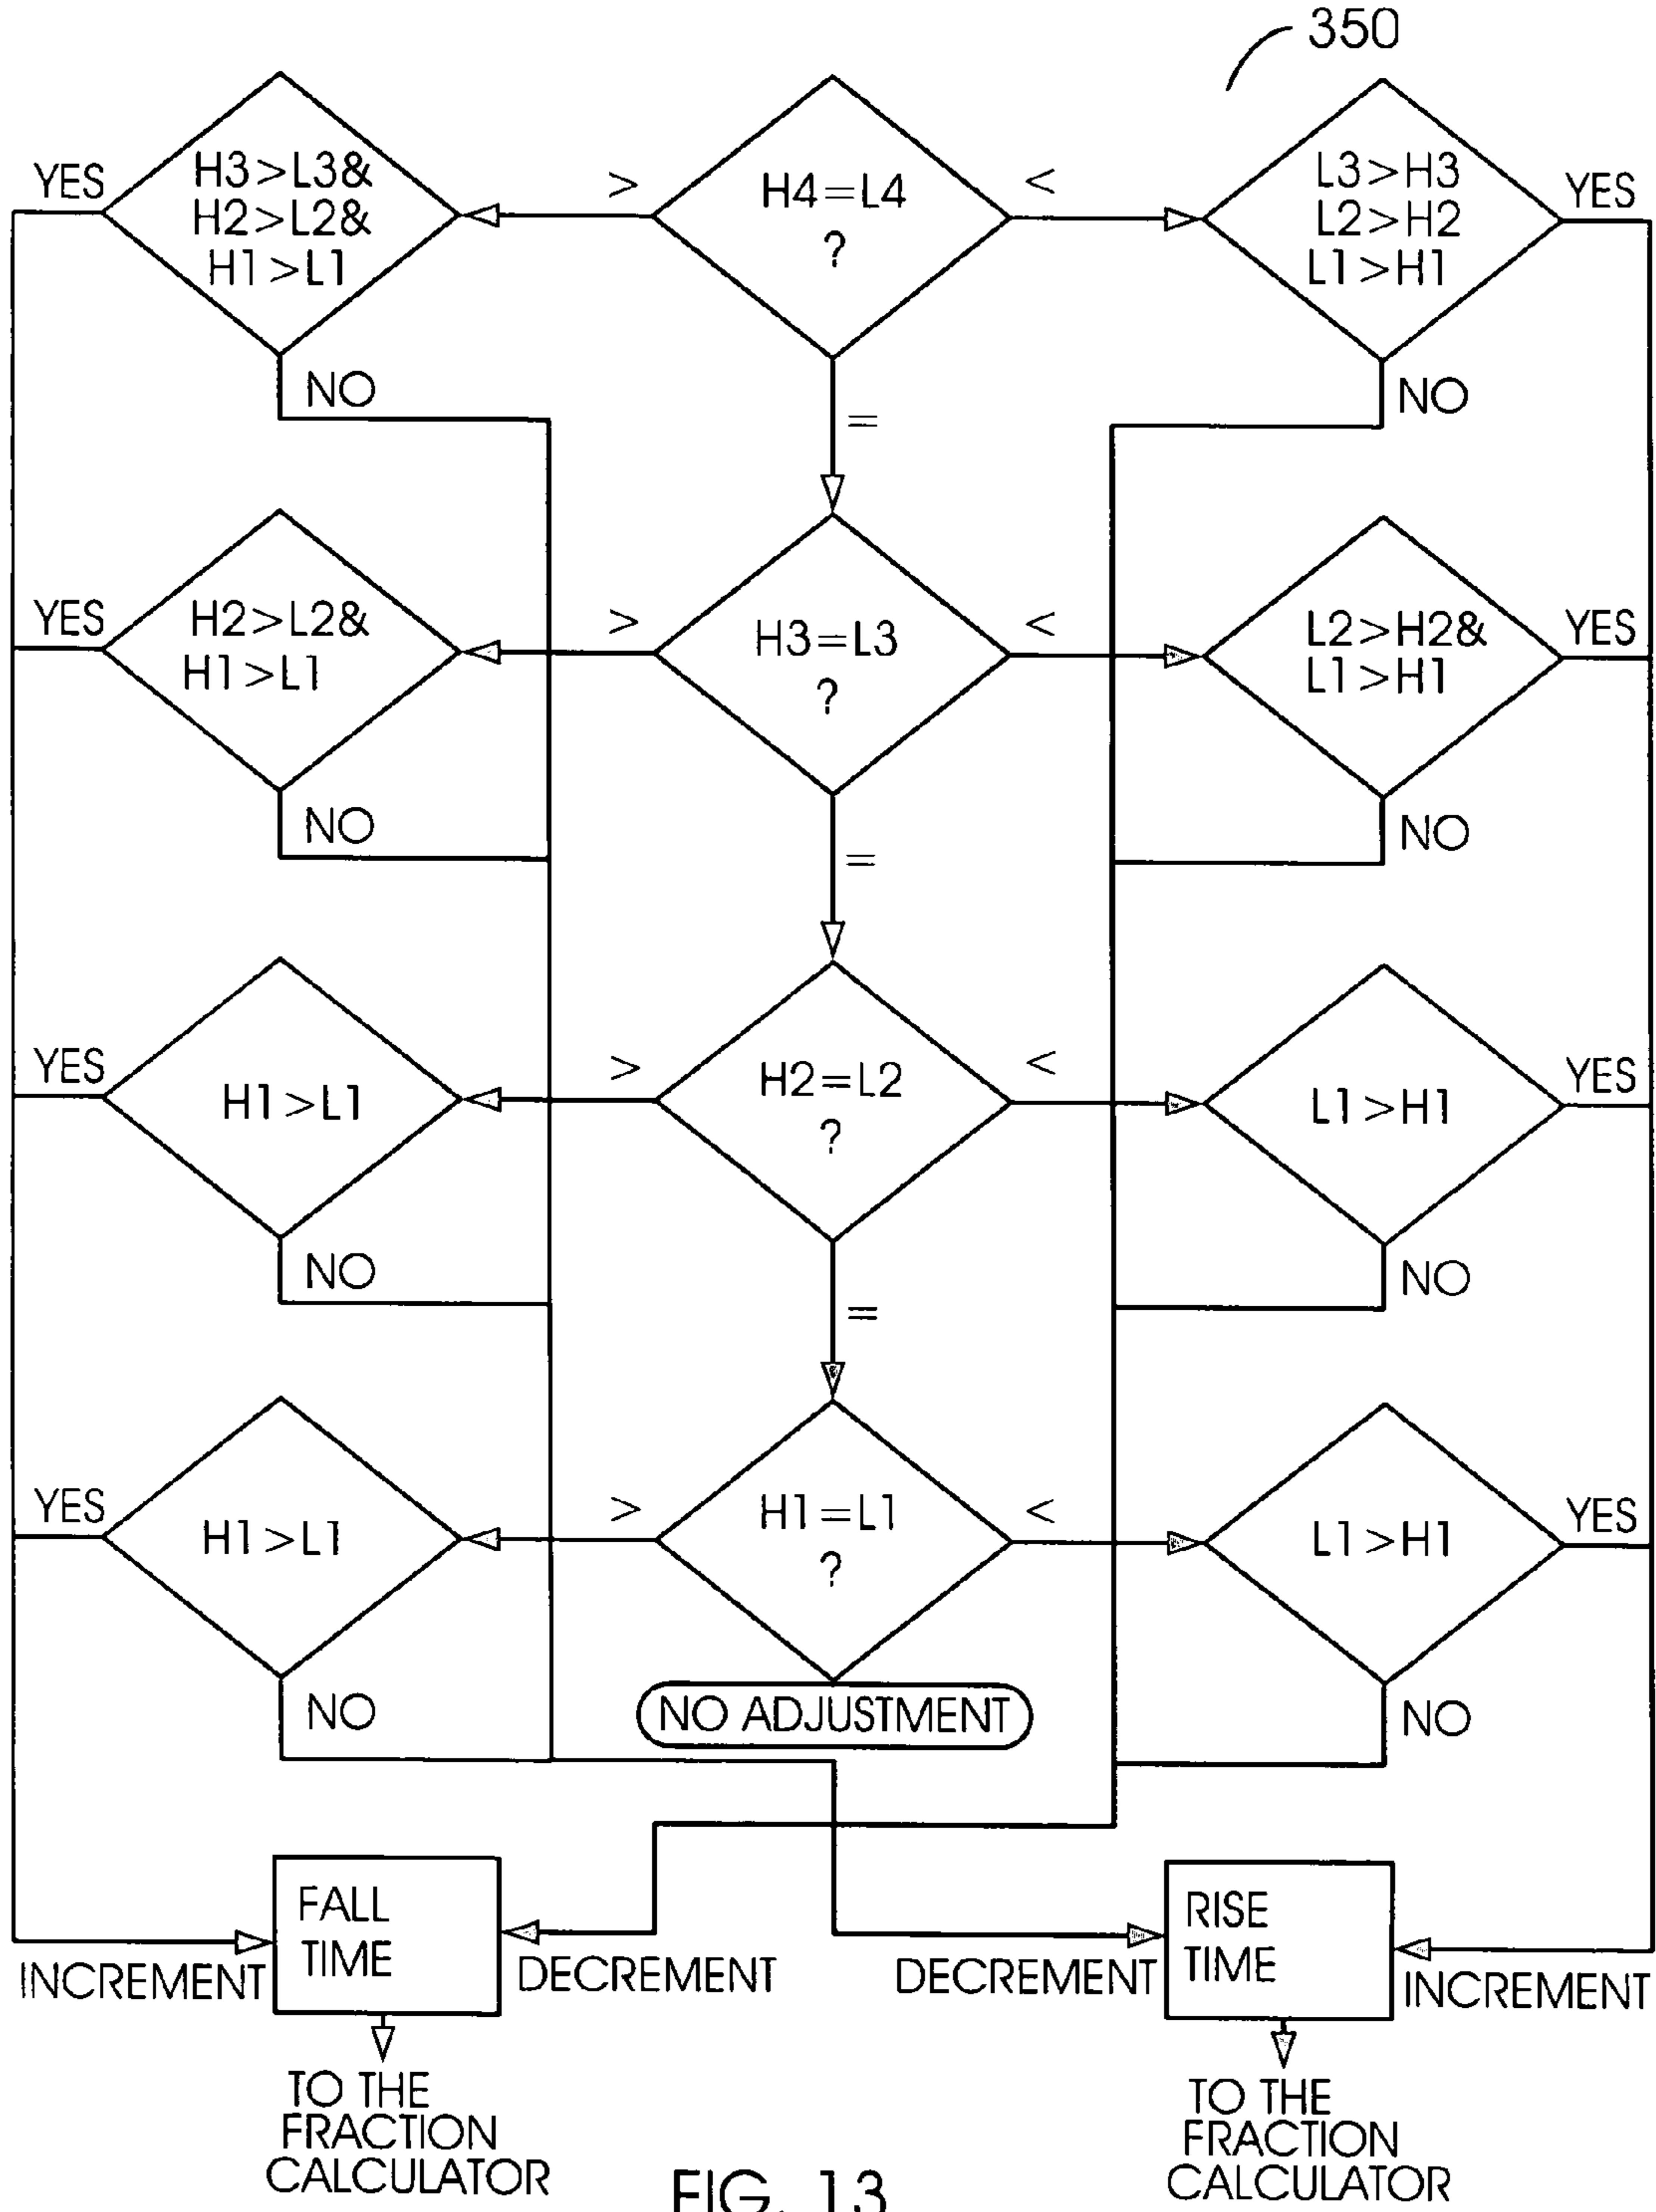 350
H3>L3&
H2>L2&
H1>L1
YES
NO
>
H4=L4
?
<
=
L3>H3
L2>H2
L1>H1
YES
NO
H2>L2&
H1>L1
YES
NO
>
H3=L3
?
<
=
L2>H2&
L1>H1
YES
NO
H1>L1
YES
NO
>
H2=L2
?
<
=
L1>H1
YES
NO
H1>L1
YES
NO
>
H1=L1
?
<
L1>H1
YES
NO
NO ADJUSTMENT
FALL
TIME
INCREMENT
DECREMENT
RISE
TIME
DECREMENT
INCREMENT
TO THE
FRACTION
CALCULATOR
TO THE
FRACTION
CALCULATOR
FIG. 13